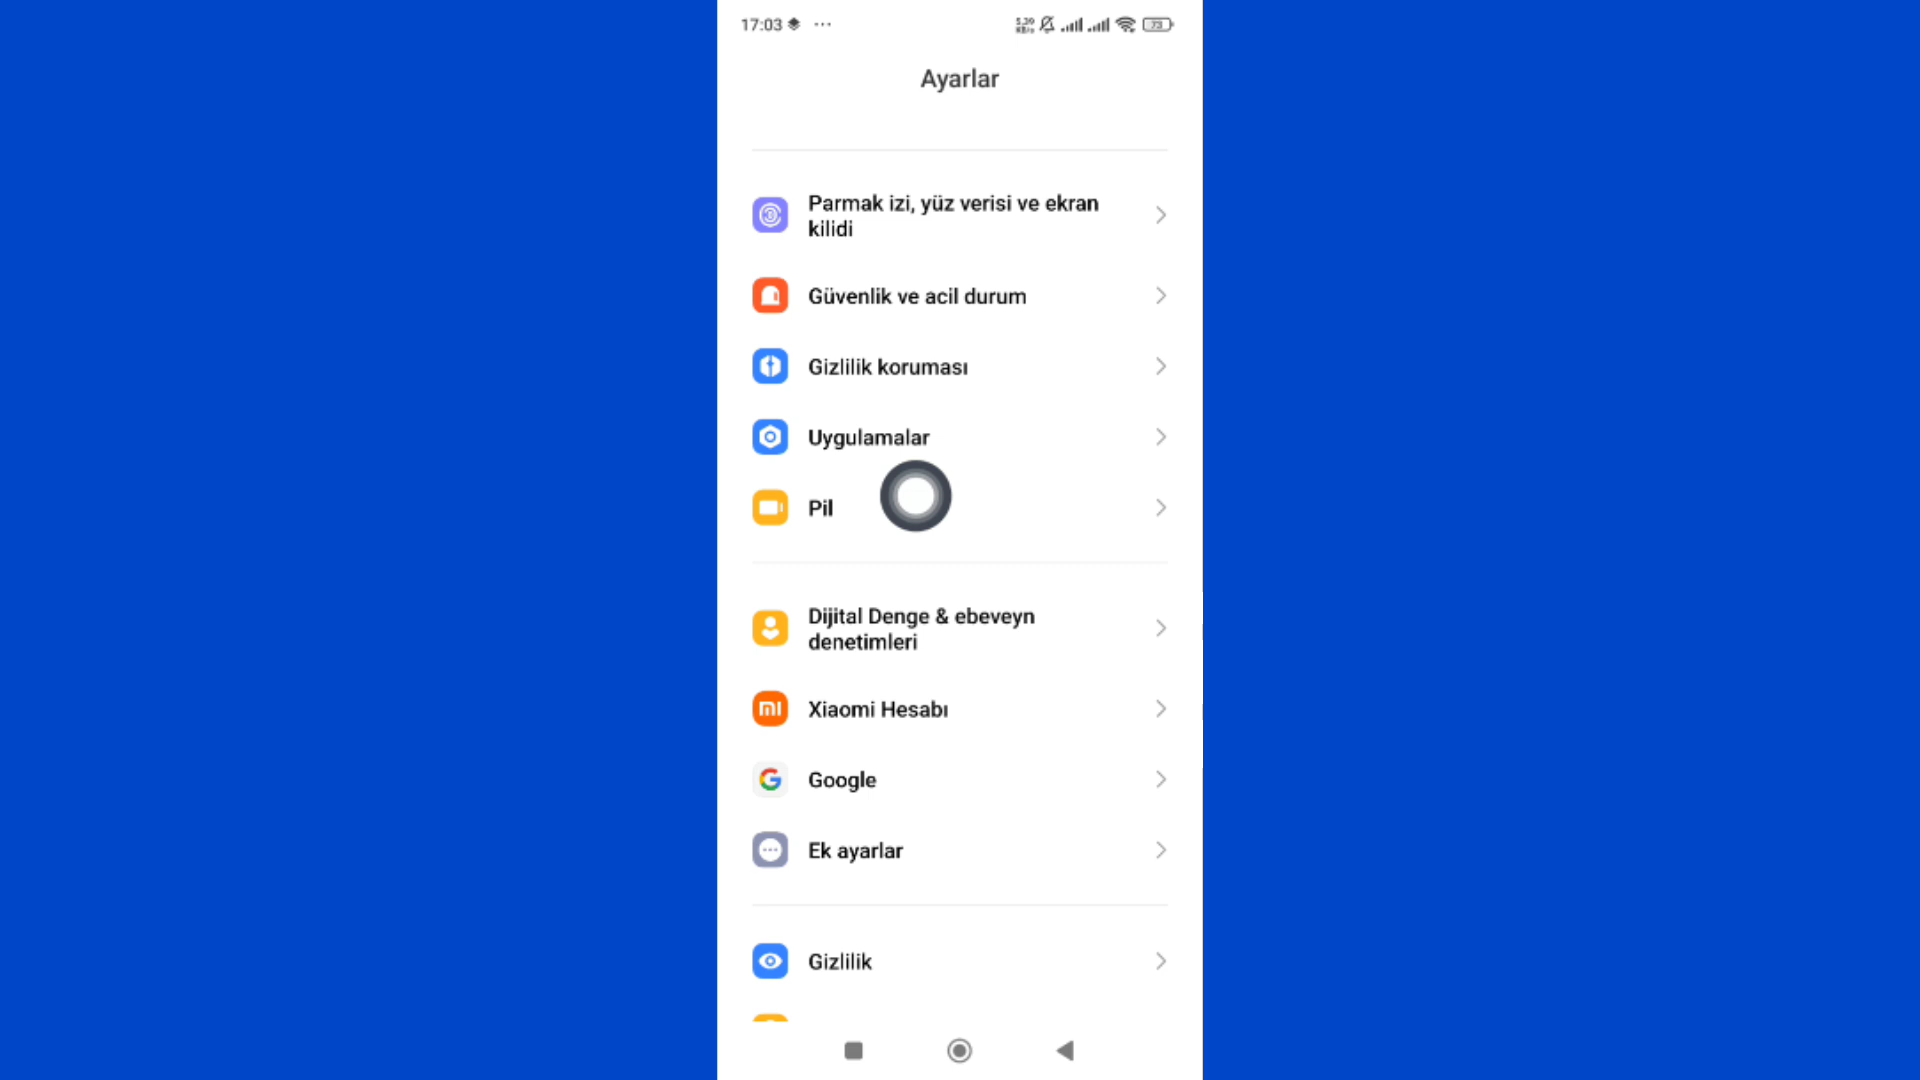 17:03
73
Ayarlar
Parmak izi, yüz verisi ve ekran
kilidi
Güvenlik ve acil durum
Gizlilik koruması
Uygulamalar
Pil
Dijital Denge & ebeveyn
denetimleri
Xiaomi Hesabı
Google
Ek ayarlar
Gizlilik